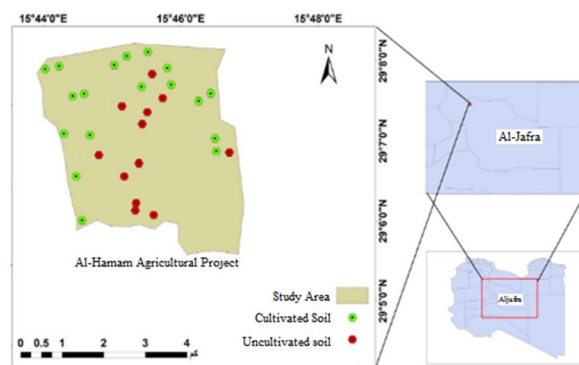 15°44'0"E 15°46'0"E 15°48'0"E
N
29°8'0"N
29°7'0"N
29°6'0"N
29°5'0"N
Al-Jafra
Aljufra
Al-Hamam Agricultural Project
Study Area
Cultivated Soil
Uncultivated soil
0 0.5 1 2 3 4
كم